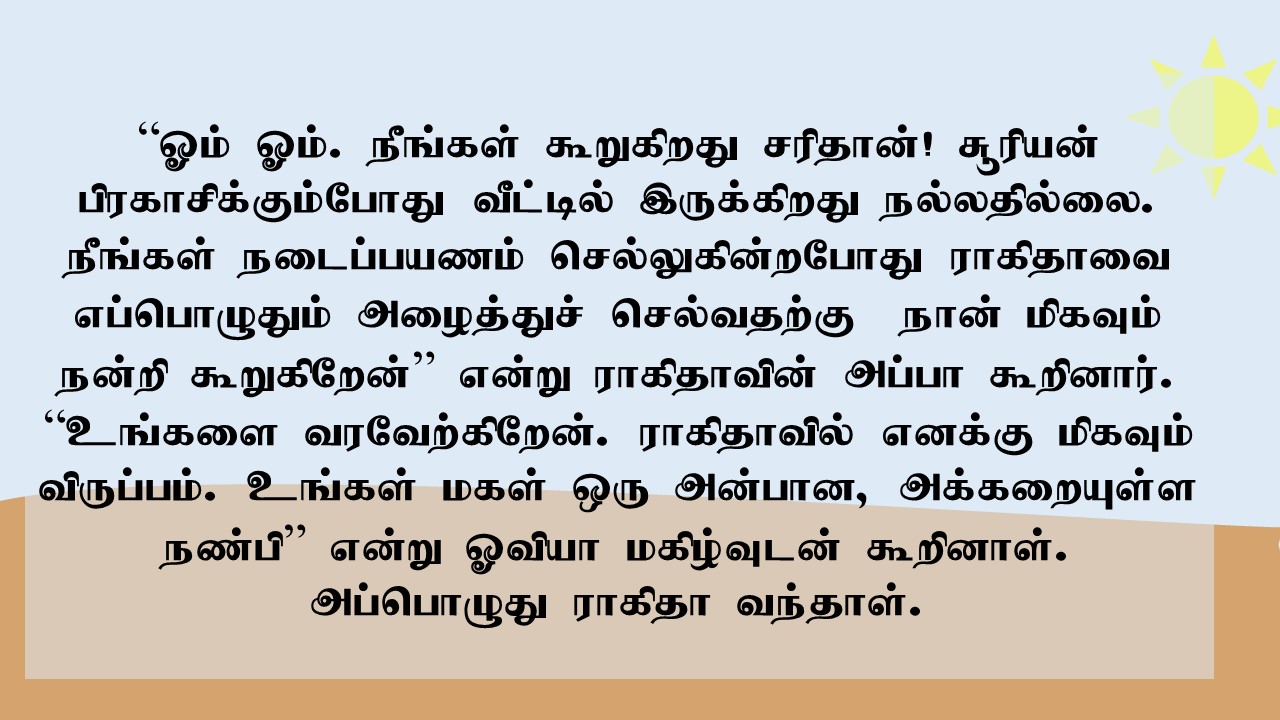 “ஓம் ஓம். நீங்கள் கூறுகிறது சரிதான்! சூரியன்
பிரகாசிக்கும்போது வீட்டில் இருக்கிறது நல்லதில்லை.
நீங்கள் நடைப்பயணம் செல்லுகின்றபோது ராகிதாவை
எப்பொழுதும் அழைத்துச் செல்வதற்கு நான் மிகவும்
நன்றி கூறுகிறேன்” என்று ராகிதாவின் அப்பா கூறினார்.
“உங்களை வரவேற்கிறேன். ராகிதாவில் எனக்கு மிகவும்
விருப்பம். உங்கள் மகள் ஒரு அன்பான, அக்கறையுள்ள
நண்பி” என்று ஓவியா மகிழ்வுடன் கூறினாள்.
அப்பொழுது ராகிதா வந்தாள்.